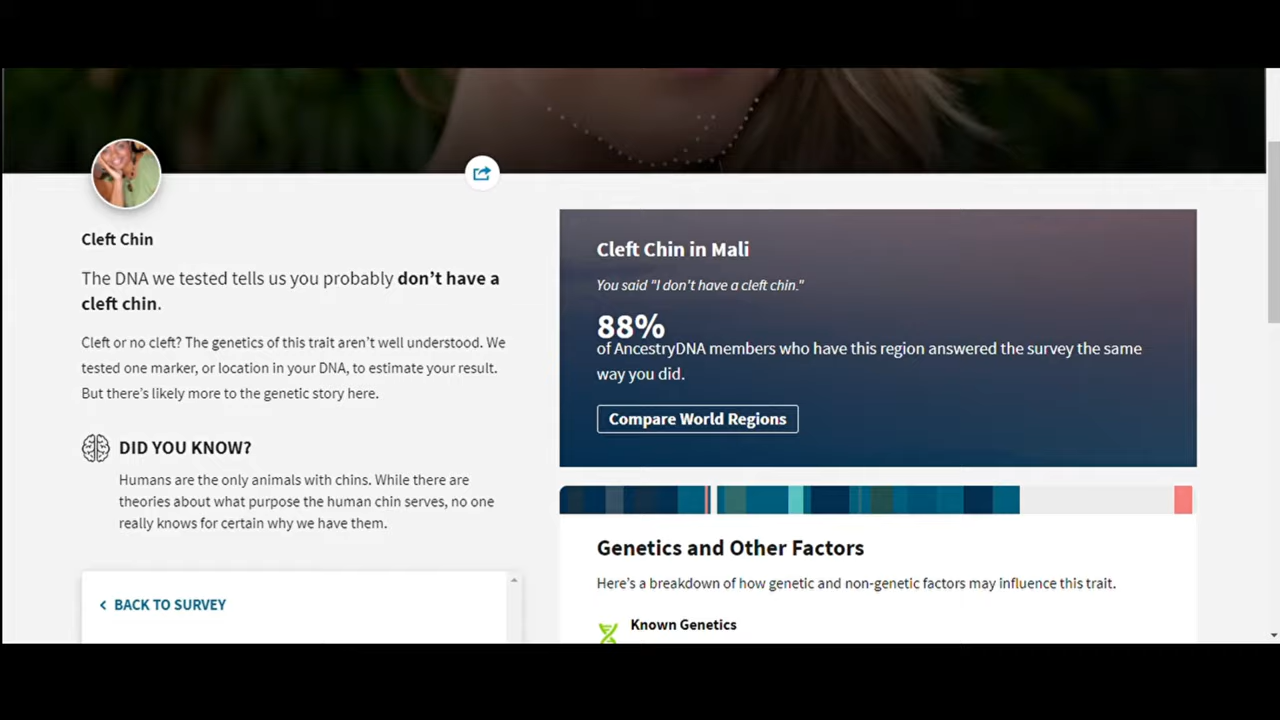 Cleft Chin
The DNA we tested tells us you probably don’t have a
cleft chin.
Cleft or no cleft? The genetics of this trait aren’t well understood. We
tested one marker, or location in your DNA, to estimate your result.
But there’s likely more to the genetic story here.
DID YOU KNOW?
Humans are the only animals with chins. While there are
theories about what purpose the human chin serves, no one
really knows for certain why we have them.
BACK TO SURVEY
Cleft Chin in Mali
You said "I don't have a cleft chin."
88%
of AncestryDNA members who have this region answered the survey the same
way you did.
Compare World Regions
Genetics and Other Factors
Here’s a breakdown of how genetic and non-genetic factors may influence this trait.
Known Genetics